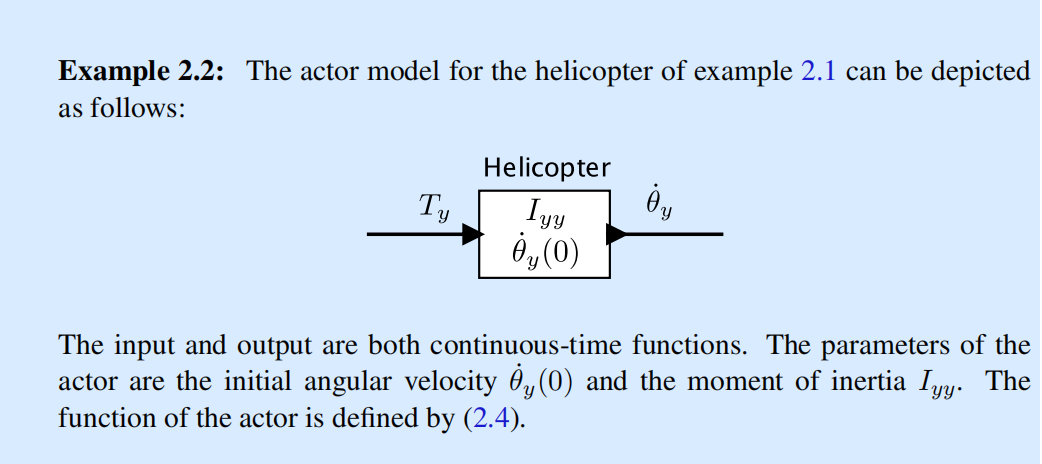 Example 2.2: The actor model for the helicopter of example 2.1 can be depicted
as follows:
Helicopter
T_y
I_{yy}
\dot{θ}_y
\dot{θ}_y(0)
The input and output are both continuous-time functions. The parameters of the
actor are the initial angular velocity \dot{θ}_y(0) and the moment of inertia I_{yy}. The
function of the actor is defined by (2.4).